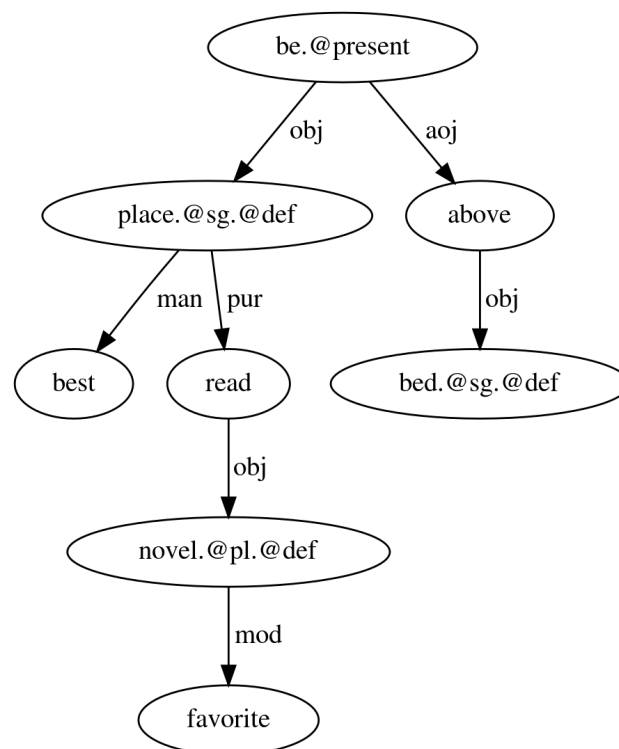 be.@present
obj
aoj
place.@sg.@def
above
man
pur
obj
best
read
bed.@sg.@def
obj
novel.@pl.@def
mod
favorite